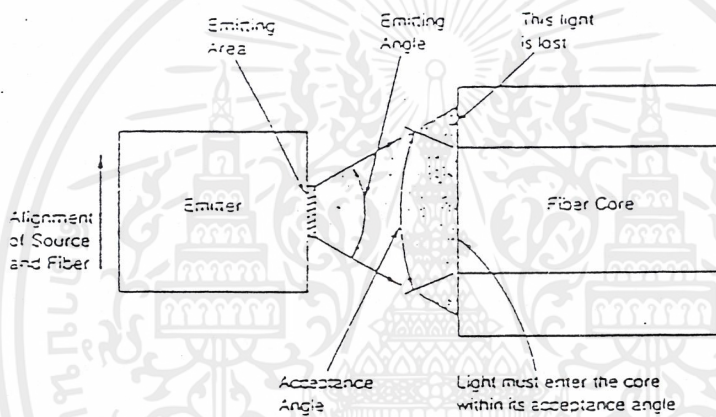 Emitting
Area
Emitting
Angle
This light
is lost
Alignment
of Source
and Fiber
Emitter
Fiber Core
Acceptance
Angle
Light must enter the core
within its acceptance angle